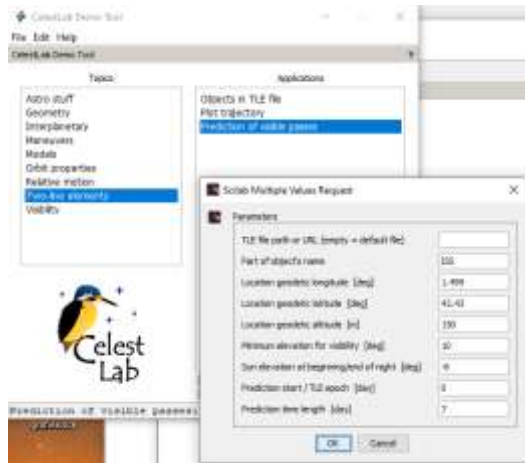 CelestLab Demo Tool
File Edit Help
CelestLab Demo Tool
Topics
Applications
Astro stuff
Geometry
Interplanetary
Maneuvers
Models
Orbit properties
Relative motion
Two-line elements
Visibility
Objects in TLE file
Plot trajectory
Prediction of visible passes
Scilab Multiple Values Request
Parameters
TLE file path or URL (empty = default file)
Part of object's name
ISS
Location geodetic longitude [deg]
1.499
Location geodetic latitude [deg]
43.43
Location geodetic altitude [m]
150
Minimum elevation for visibility [deg]
10
Sun elevation at beginning/end of night [deg]
-6
Prediction start / TLE epoch [day]
0
Prediction time length [day]
7
OK
Cancel
Celest
Lab
Prediction of visible passes: